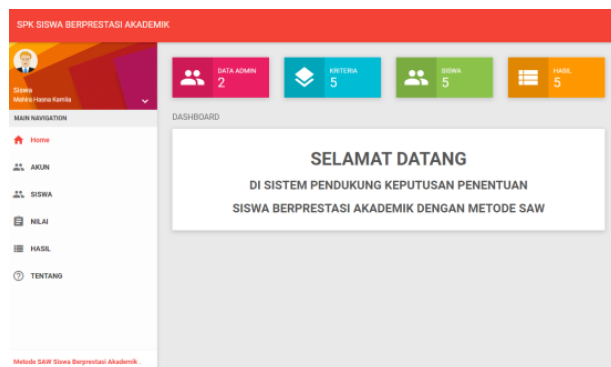 SPK SISWA BERPRESTASI AKADEMIK
Siswa
Mahira Hasna Kamila
MAIN NAVIGATION
Home
AKUN
SISWA
NILAI
HASIL
TENTANG
Metode SAW Siswa Berprestasi Akademik .
DATA ADMIN
2
KRITERIA
5
SISWA
5
HASIL
5
DASHBOARD
SELAMAT DATANG
DI SISTEM PENDUKUNG KEPUTUSAN PENENTUAN
SISWA BERPRESTASI AKADEMIK DENGAN METODE SAW